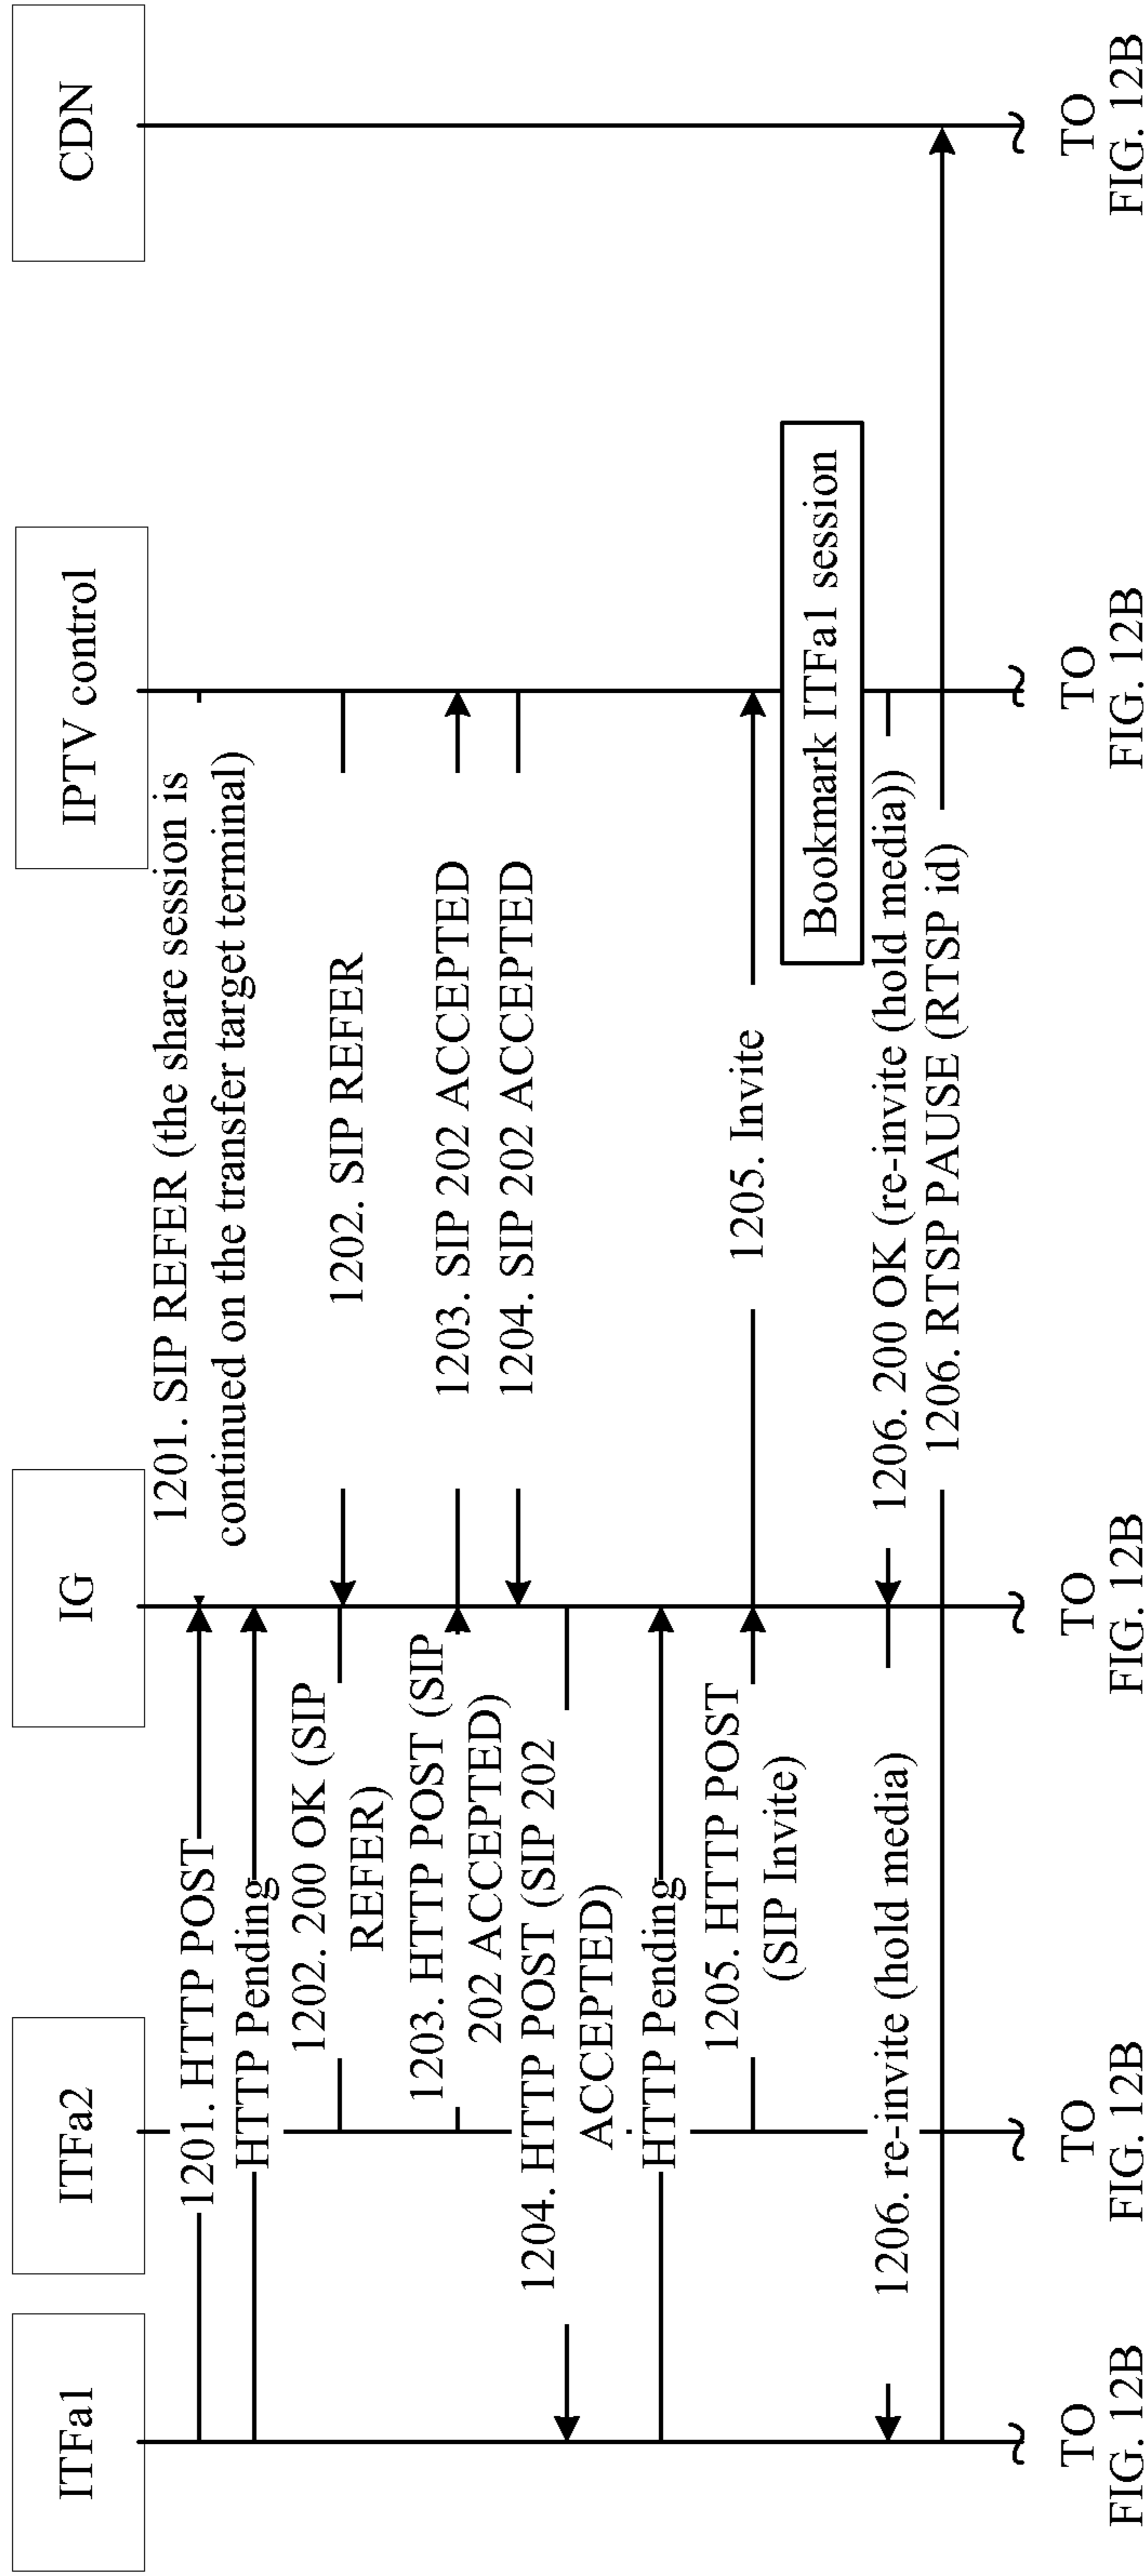 ITFa1
ITFa2
IG
IPTV control
CDN
1201. HTTP POST
1201. SIP REFER (the share session is
continued on the transfer target terminal)
HTTP Pending
1202. 200 OK (SIP
REFER)
1202. SIP REFER
1203. HTTP POST (SIP
202 ACCEPTED)
1203. SIP 202 ACCEPTED
1204. HTTP POST (SIP 202
ACCEPTED)
1204. SIP 202 ACCEPTED
HTTP Pending
1205. HTTP POST
(SIP Invite)
1205. Invite
Bookmark ITFa1 session
1206. re-invite (hold media)
1206. 200 OK (re-invite (hold media))
1206. RTSP PAUSE (RTSP id)
TO
FIG. 12B
TO
FIG. 12B
TO
FIG. 12B
TO
FIG. 12B
TO
FIG. 12B